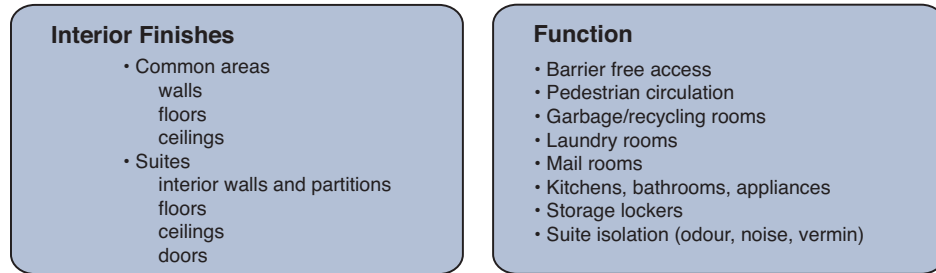 Interior Finishes
• Common areas
walls
floors
ceilings
• Suites
interior walls and partitions
floors
ceilings
doors
Function
• Barrier free access
• Pedestrian circulation
• Garbage/recycling rooms
• Laundry rooms
• Mail rooms
• Kitchens, bathrooms, appliances
• Storage lockers
• Suite isolation (odour, noise, vermin)